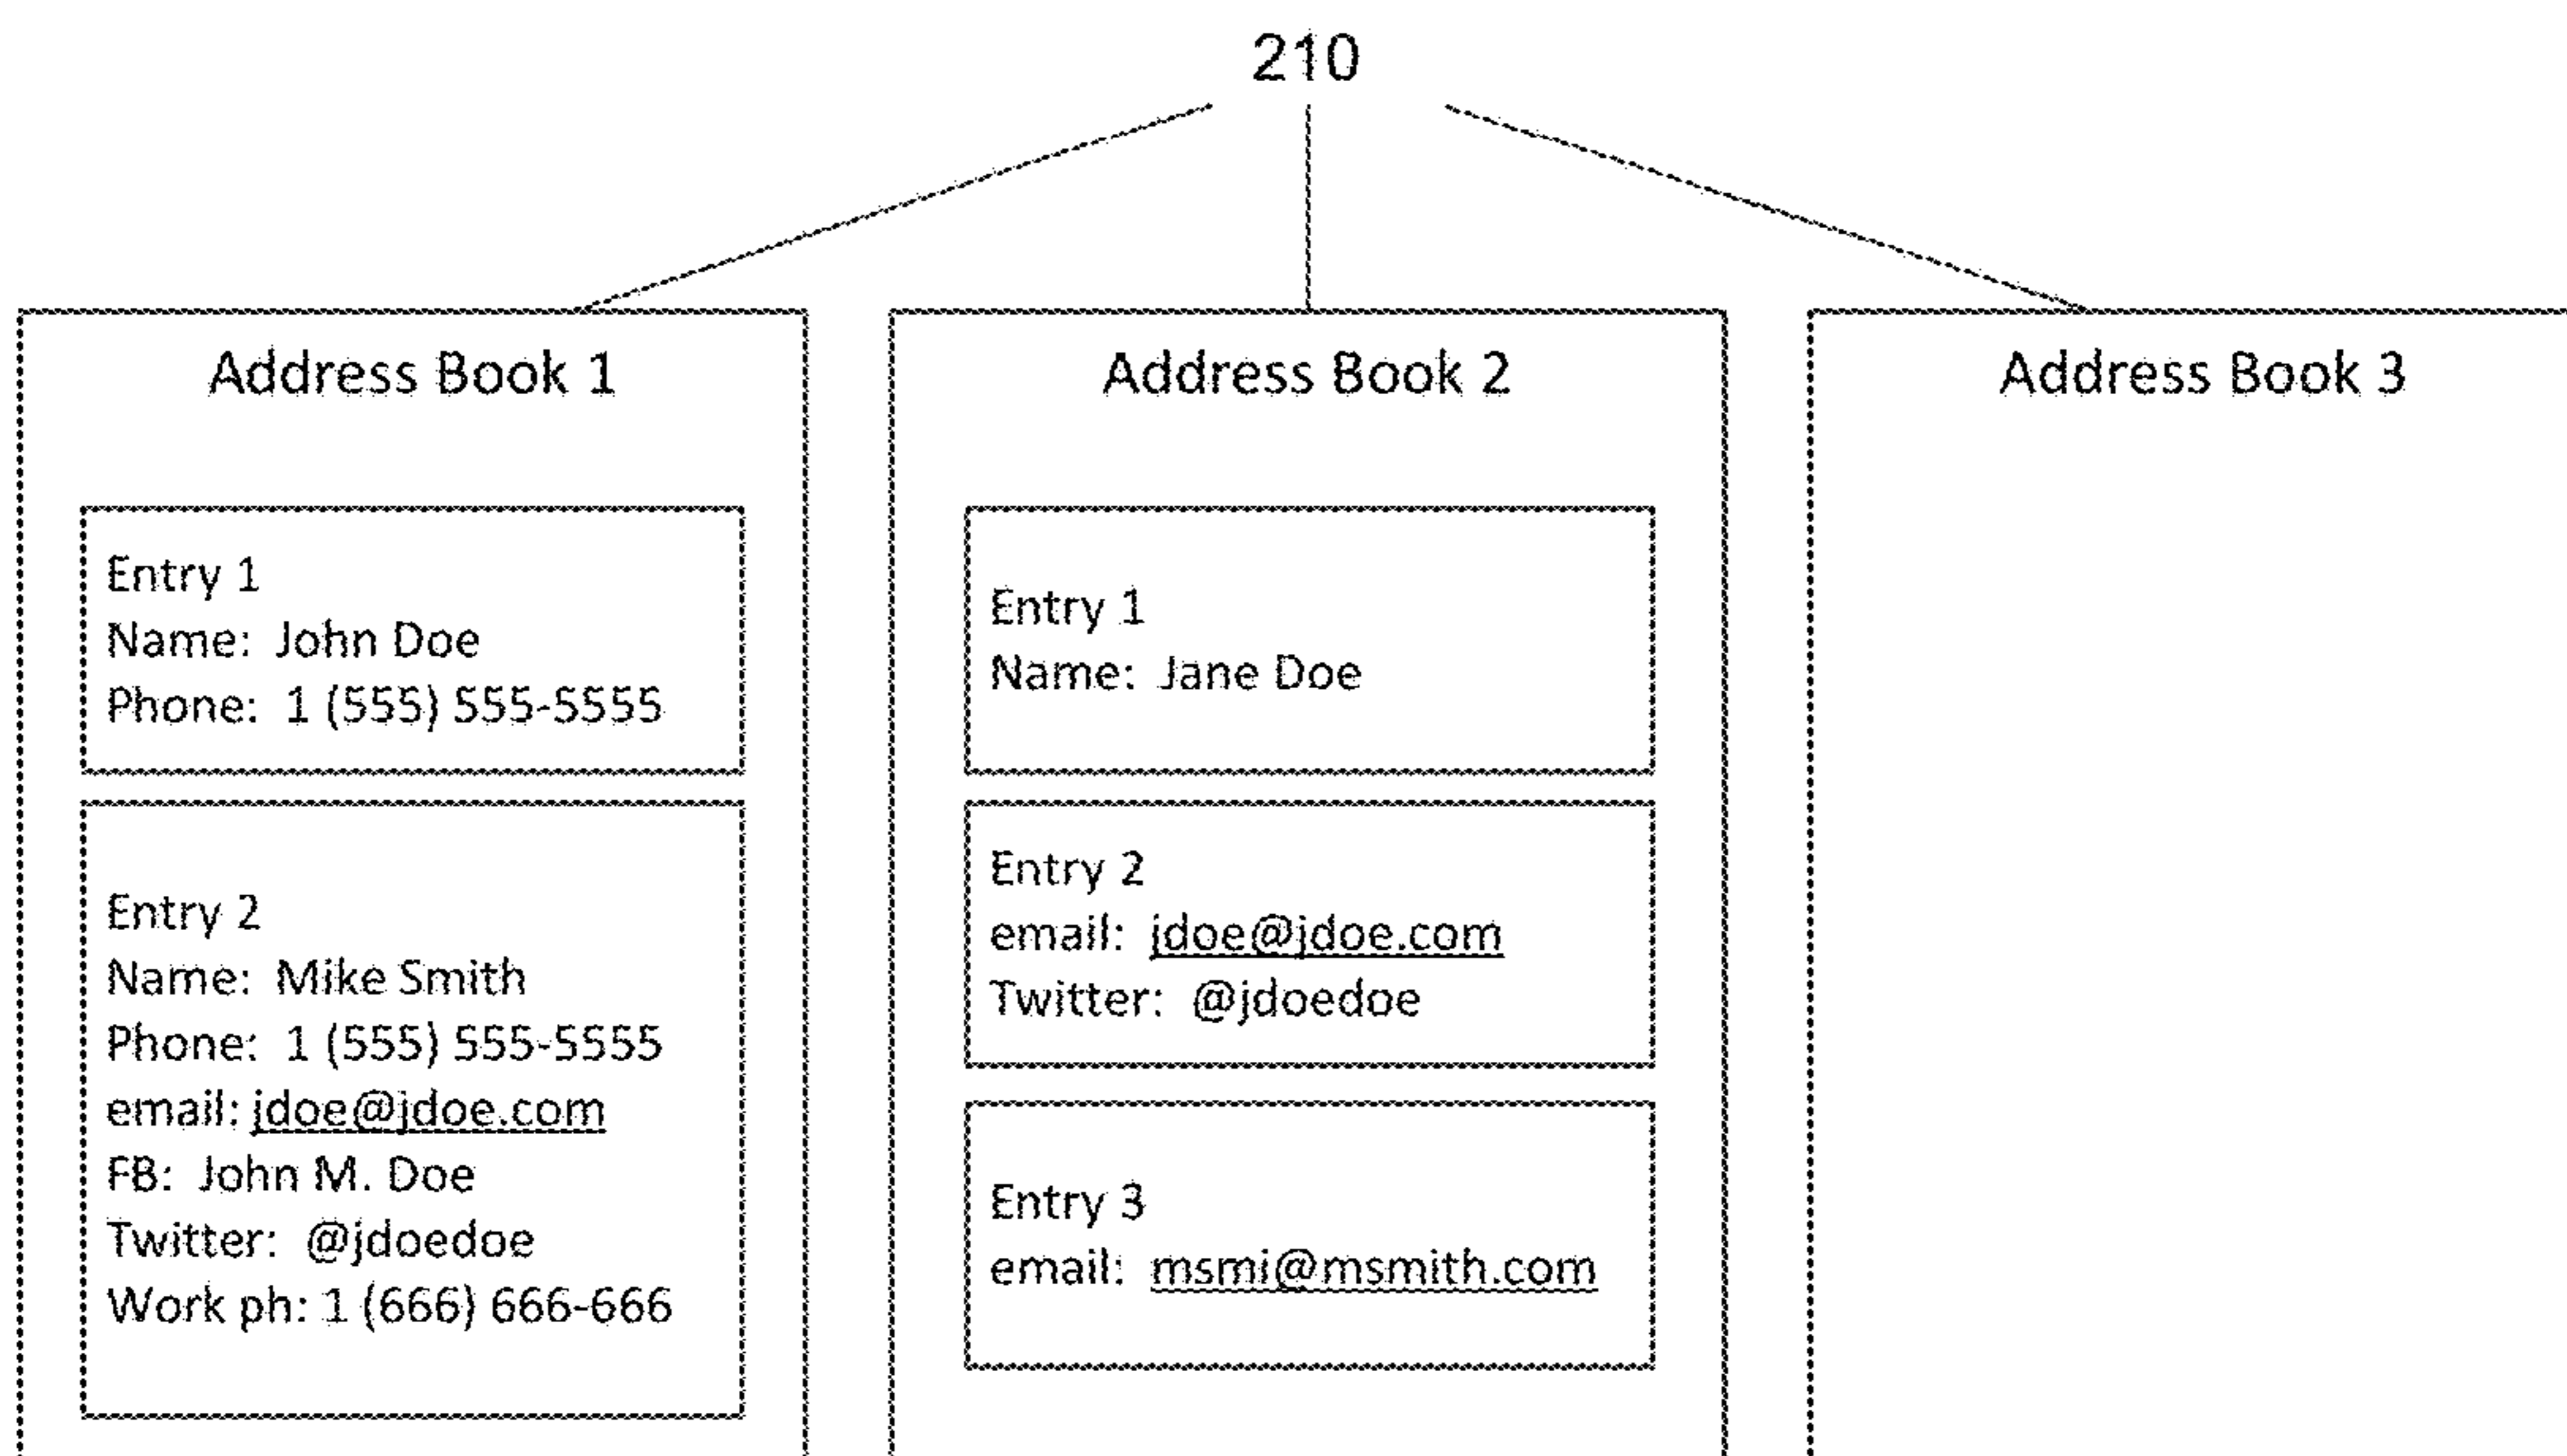 210
Address Book 1
Entry 1
Name: John Doe
Phone: 1 (555) 555-5555
Entry 2
Name: Mike Smith
Phone: 1 (555) 555-5555
email: jdoe@jdoe.com
FB: John M. Doe
Twitter: @jdoedoe
Work ph: 1 (666) 666-666
Address Book 2
Entry 1
Name: Jane Doe
Entry 2
email: jdoe@jdoe.com
Twitter: @jdoedoe
Entry 3
email: msmi@msmith.com
Address Book 3